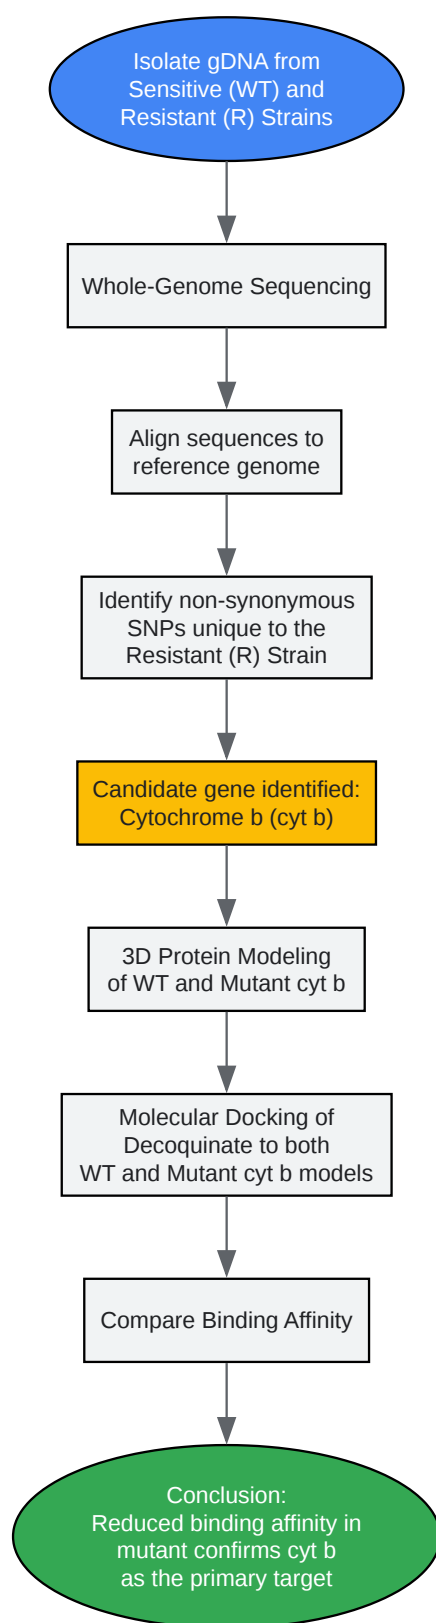 Isolate gDNA from
Sensitive (WT) and
Resistant (R) Strains
Whole-Genome Sequencing
Align sequences to
reference genome
Identify non-synonymous
SNPs unique to the
Resistant (R) Strain
Candidate gene identified:
Cytochrome b (cyt b)
3D Protein Modeling
of WT and Mutant cyt b
Molecular Docking of
Decoquinate to both
WT and Mutant cyt b models
Compare Binding Affinity
Conclusion:
Reduced binding affinity in
mutant confirms cyt b
as the primary target